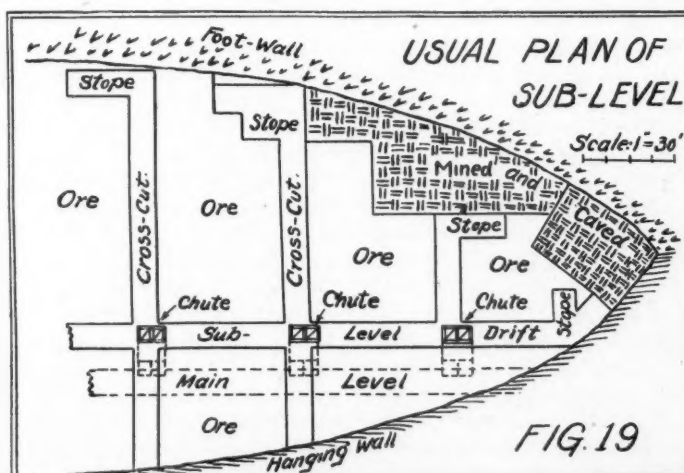 Foot-Wall
USUAL PLAN OF
SUB-LEVEL
Scale: 1"=30'
Stope
Stope
Mined and
Caved
Ore
Cross-Cut.
Ore
Cross-Cut.
Ore
Stope
Ore
Stope
Chute
Chute
Chute
Sub-
Level
Drift
Main
Level
Ore
Hanging Wall
FIG. 19